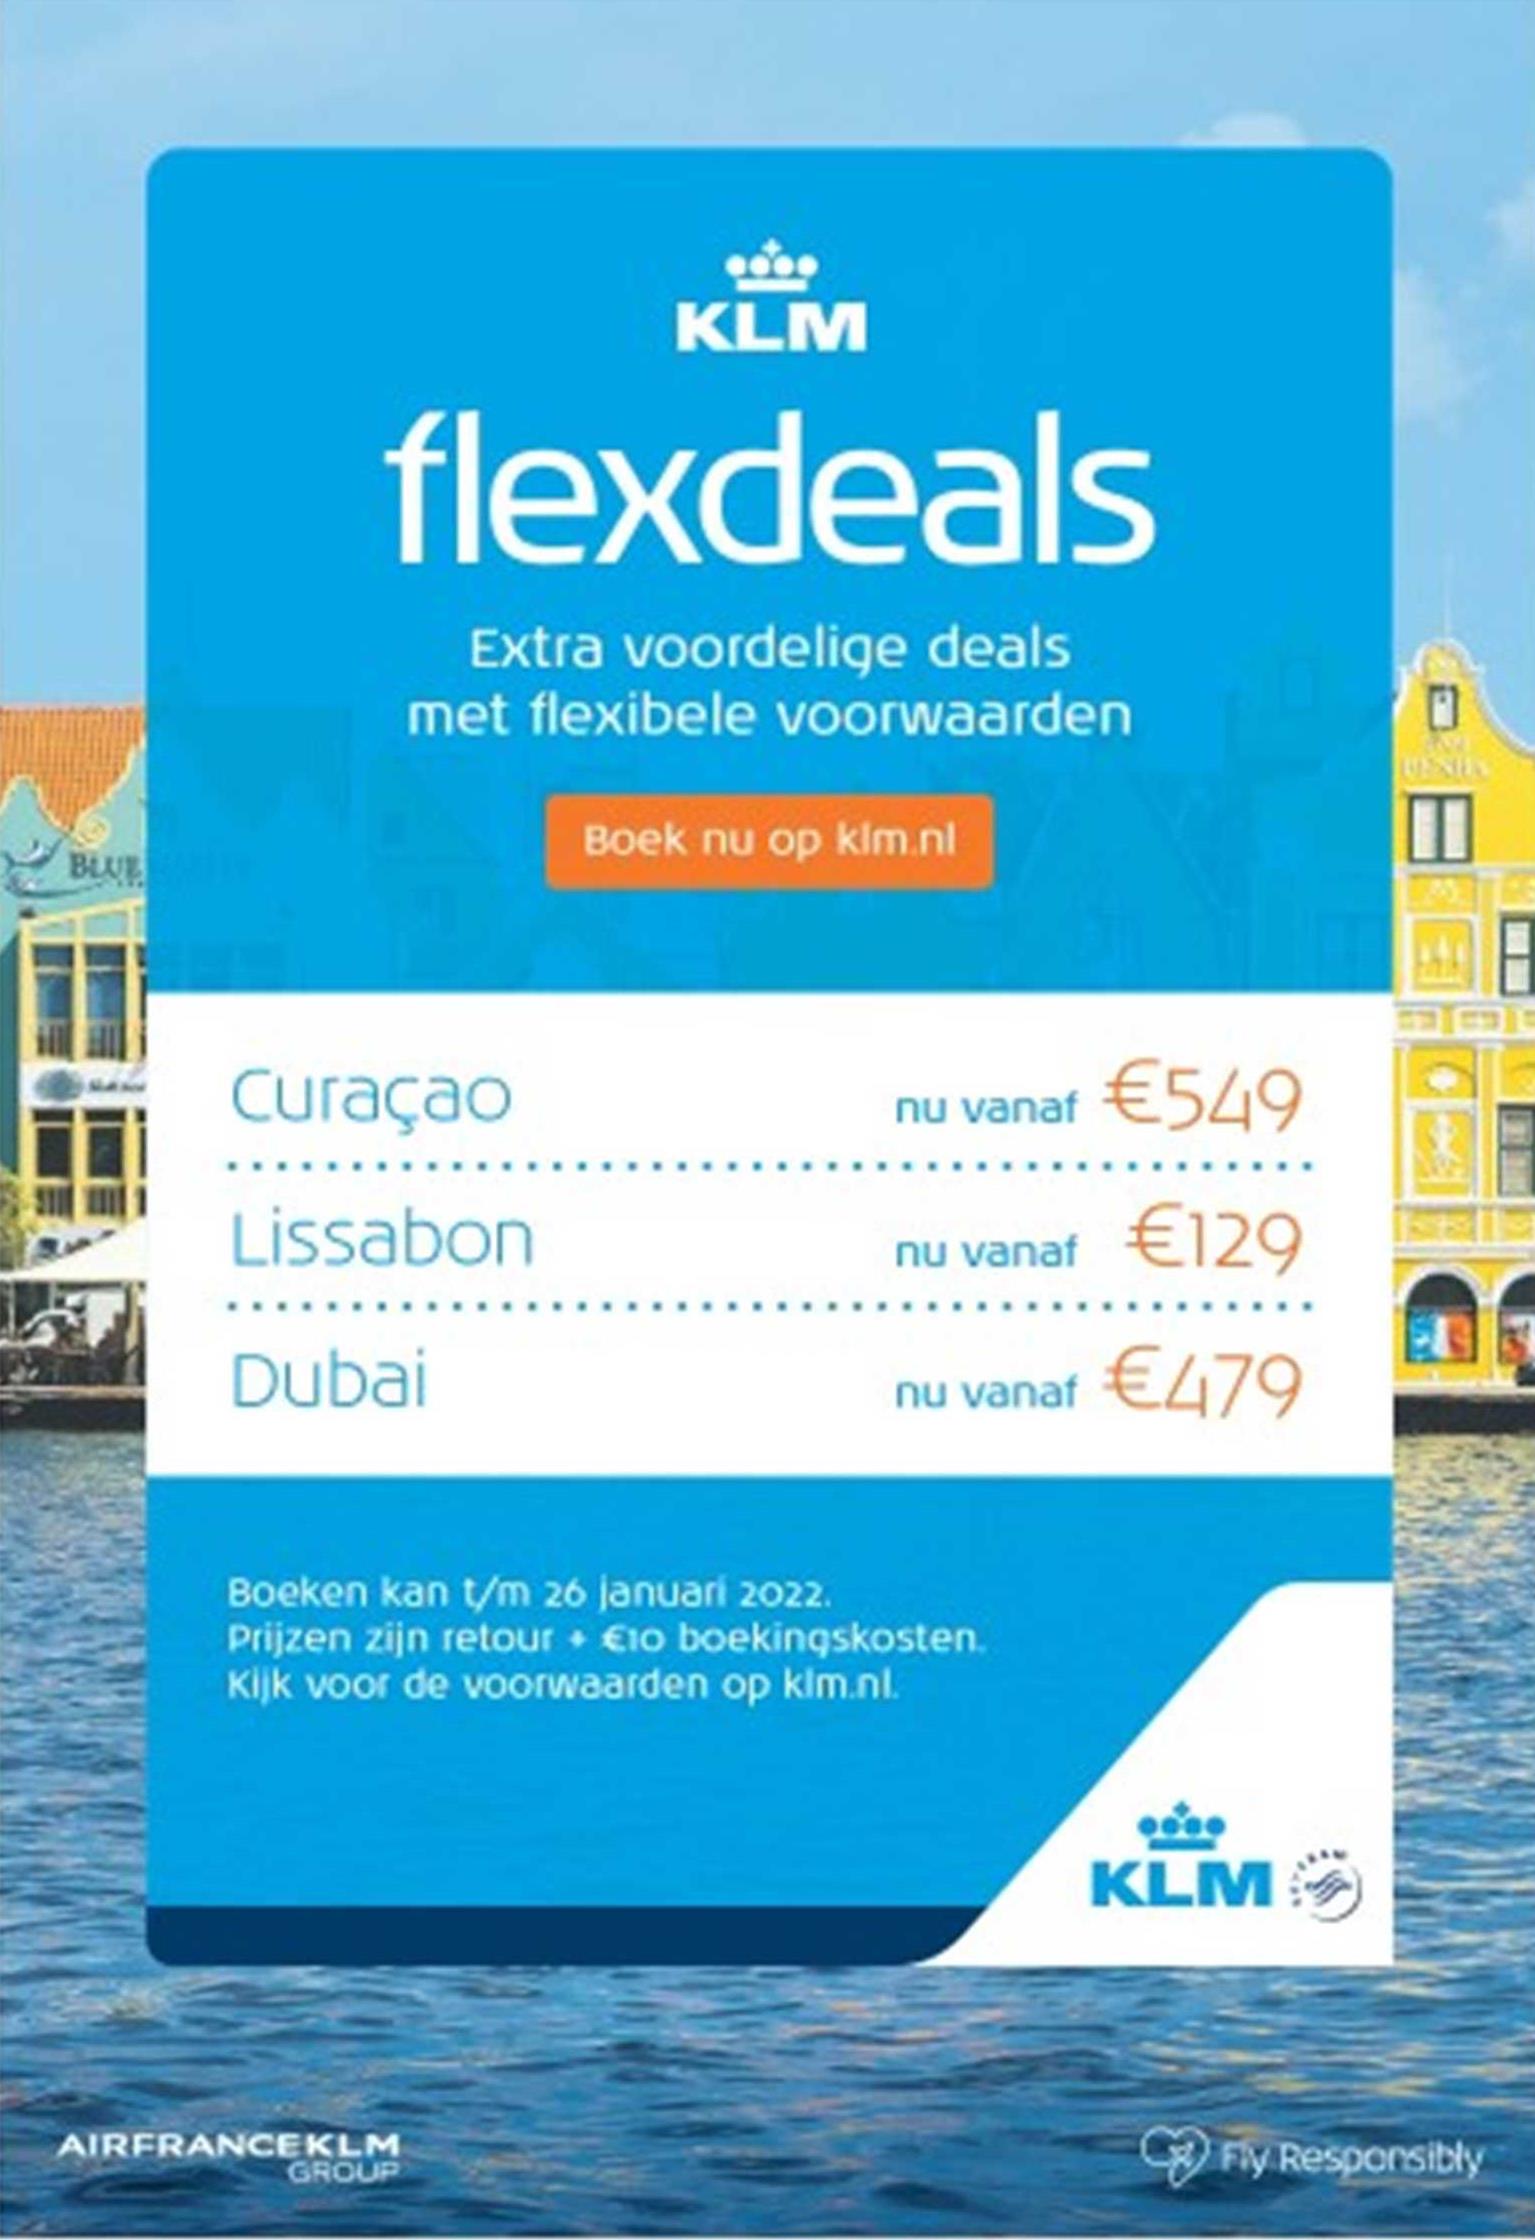 KLM
flexdeals
Extra voordelige deals
met flexibele voorwaarden
Boek nu op klm.nl
BLUE
PENHA
Curaçao nu vanaf €549
Lissabon nu vanaf €129
Dubai nu vanaf €479
Boeken kan t/m 26 januari 2022.
Prijzen zijn retour + €10 boekingskosten.
Kijk voor de voorwaarden op klm.nl.
KLM
AIRFRANCEKLM
GROUP
Fly Responsibly